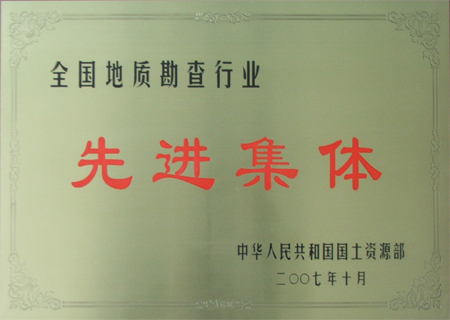 全国地质勘查行业
先进集体
中华人民共和国国土资源部
二〇〇七年十月